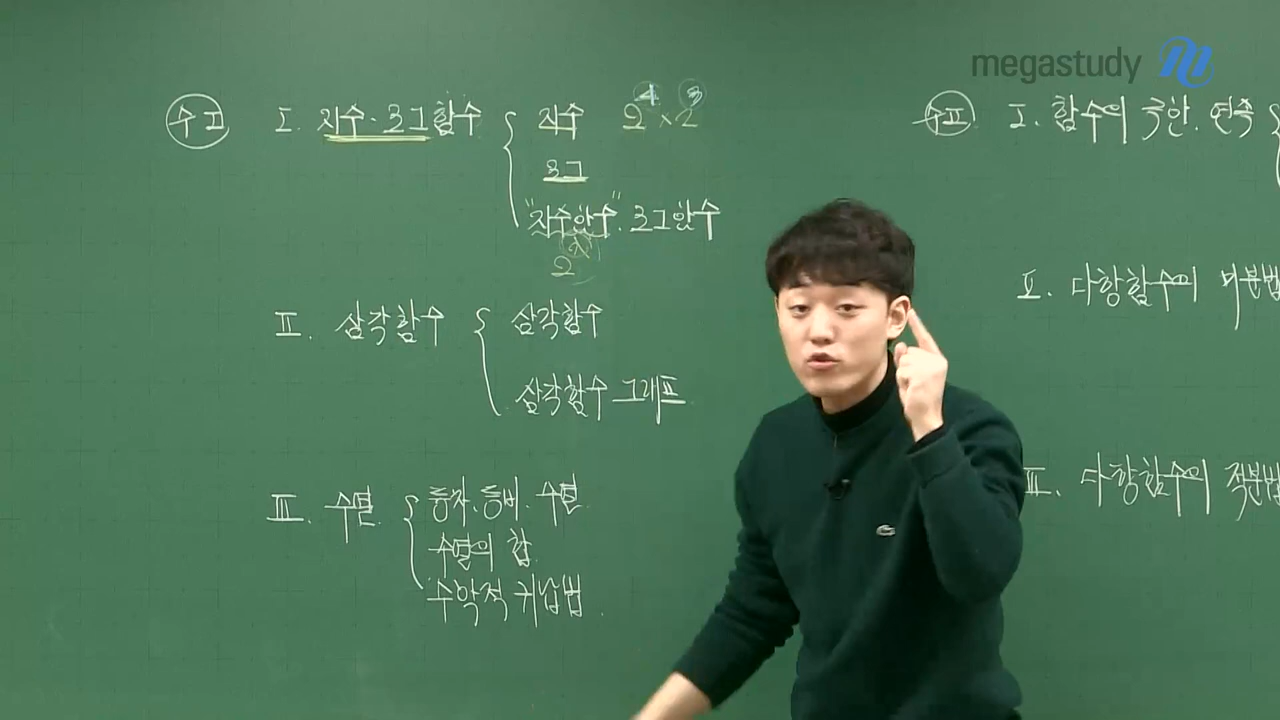 megastudy
수Ⅰ
Ⅰ. 지수·로그함수
지수 2⁴×2³
로그
"지수함수"·로그함수
2ˣ
Ⅱ. 삼각함수
삼각함수
삼각함수 그래프
Ⅲ. 수열
등차·등비·수열
수열의 합
수학적 귀납법
수Ⅱ
Ⅰ. 함수의 극한·연속
Ⅱ. 다항함수의 미분법
Ⅲ. 다항함수의 적분법